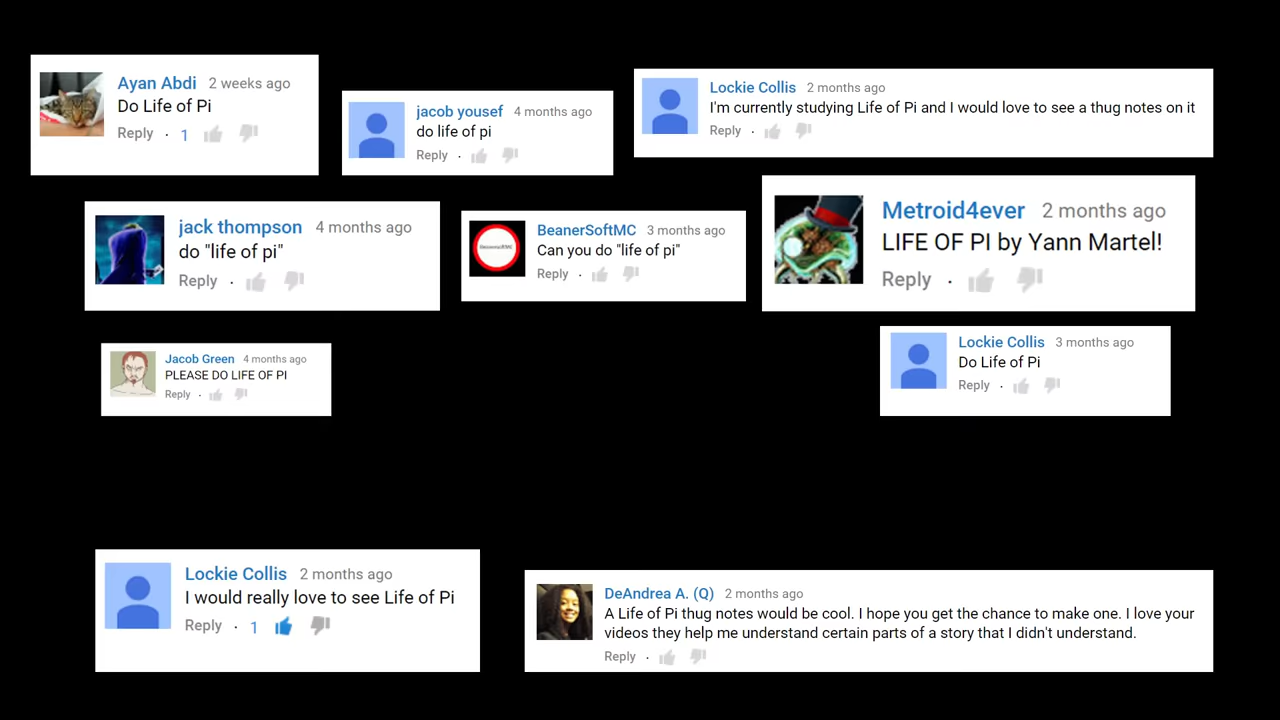 Ayan Abdi 2 weeks ago
Do Life of Pi
Reply · 1
jacob yousef 4 months ago
do life of pi
Reply ·
Lockie Collis 2 months ago
I'm currently studying Life of Pi and I would love to see a thug notes on it
Reply ·
jack thompson 4 months ago
do "life of pi"
Reply ·
BeanerSoftMC 3 months ago
Can you do "life of pi"
Reply ·
Metroid4ever 2 months ago
LIFE OF PI by Yann Martel!
Reply ·
Jacob Green 4 months ago
PLEASE DO LIFE OF PI
Reply ·
Lockie Collis 3 months ago
Do Life of Pi
Reply ·
Lockie Collis 2 months ago
I would really love to see Life of Pi
Reply · 1
DeAndrea A. (Q) 2 months ago
A Life of Pi thug notes would be cool. I hope you get the chance to make one. I love your
videos they help me understand certain parts of a story that I didn't understand.
Reply ·